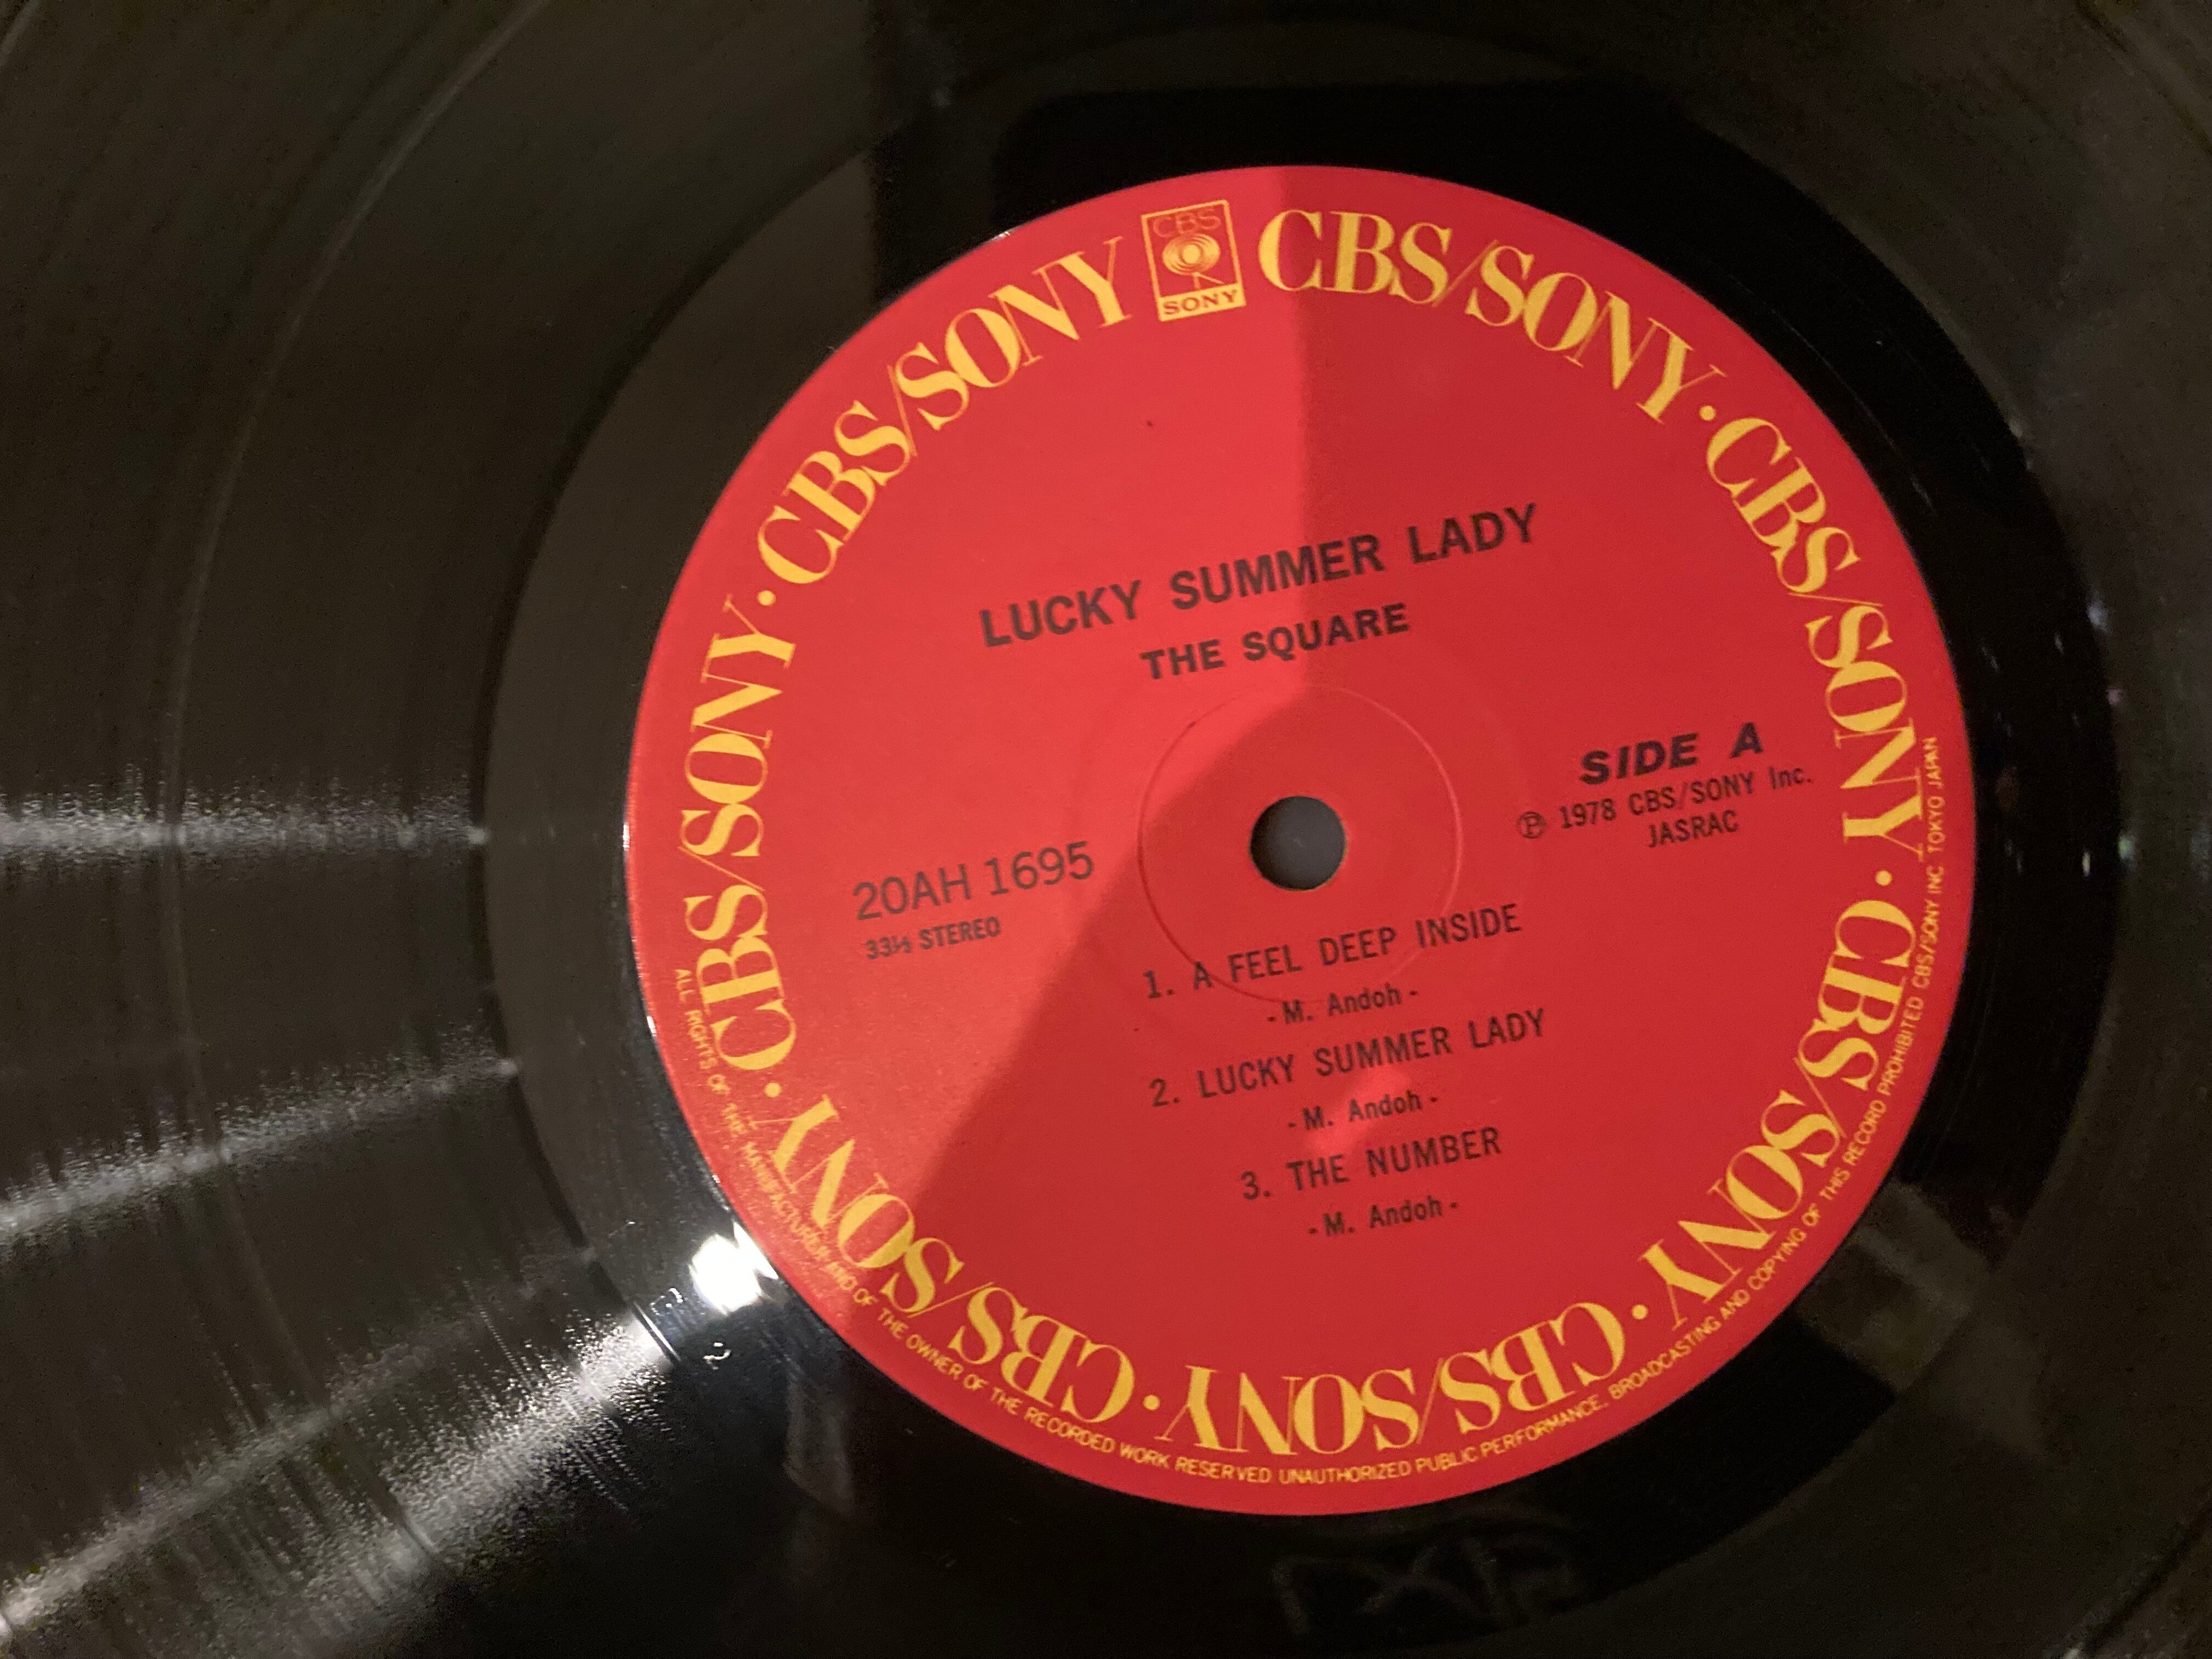 CBS
SONY
CBS/SONY · CBS/SONY · CBS/SONY · CBS/SONY · CBS/SONY · CBS/SONY · CBS/SONY · CBS/SONY
LUCKY SUMMER LADY
THE SQUARE
SIDE A
℗ 1978 CBS/SONY Inc.
JASRAC
20AH 1695
33⅓ STEREO
1. A FEEL DEEP INSIDE
- M. Andoh -
2. LUCKY SUMMER LADY
- M. Andoh -
3. THE NUMBER
- M. Andoh -
ALL RIGHTS OF THE MANUFACTURER AND OF THE OWNER OF THE RECORDED WORK RESERVED UNAUTHORIZED PUBLIC PERFORMANCE, BROADCASTING AND COPYING OF THIS RECORD PROHIBITED CBS/SONY INC. TOKYO JAPAN